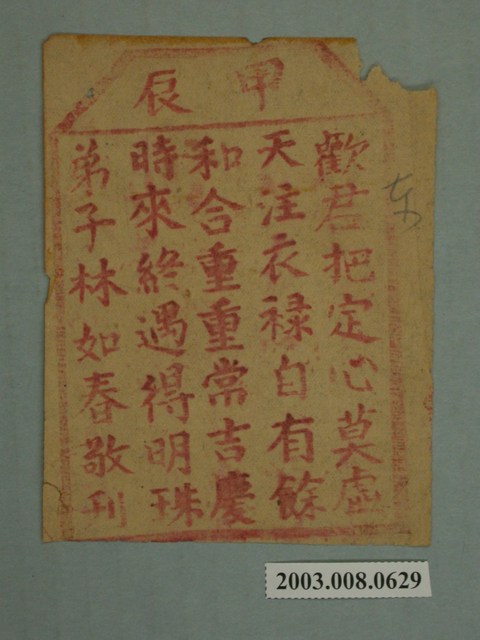 甲辰
歡君把定心莫虛
天注衣祿自有餘
和合重重常吉慶
時來終遇得明珠
弟子林如春敬刊
2003.008.0629